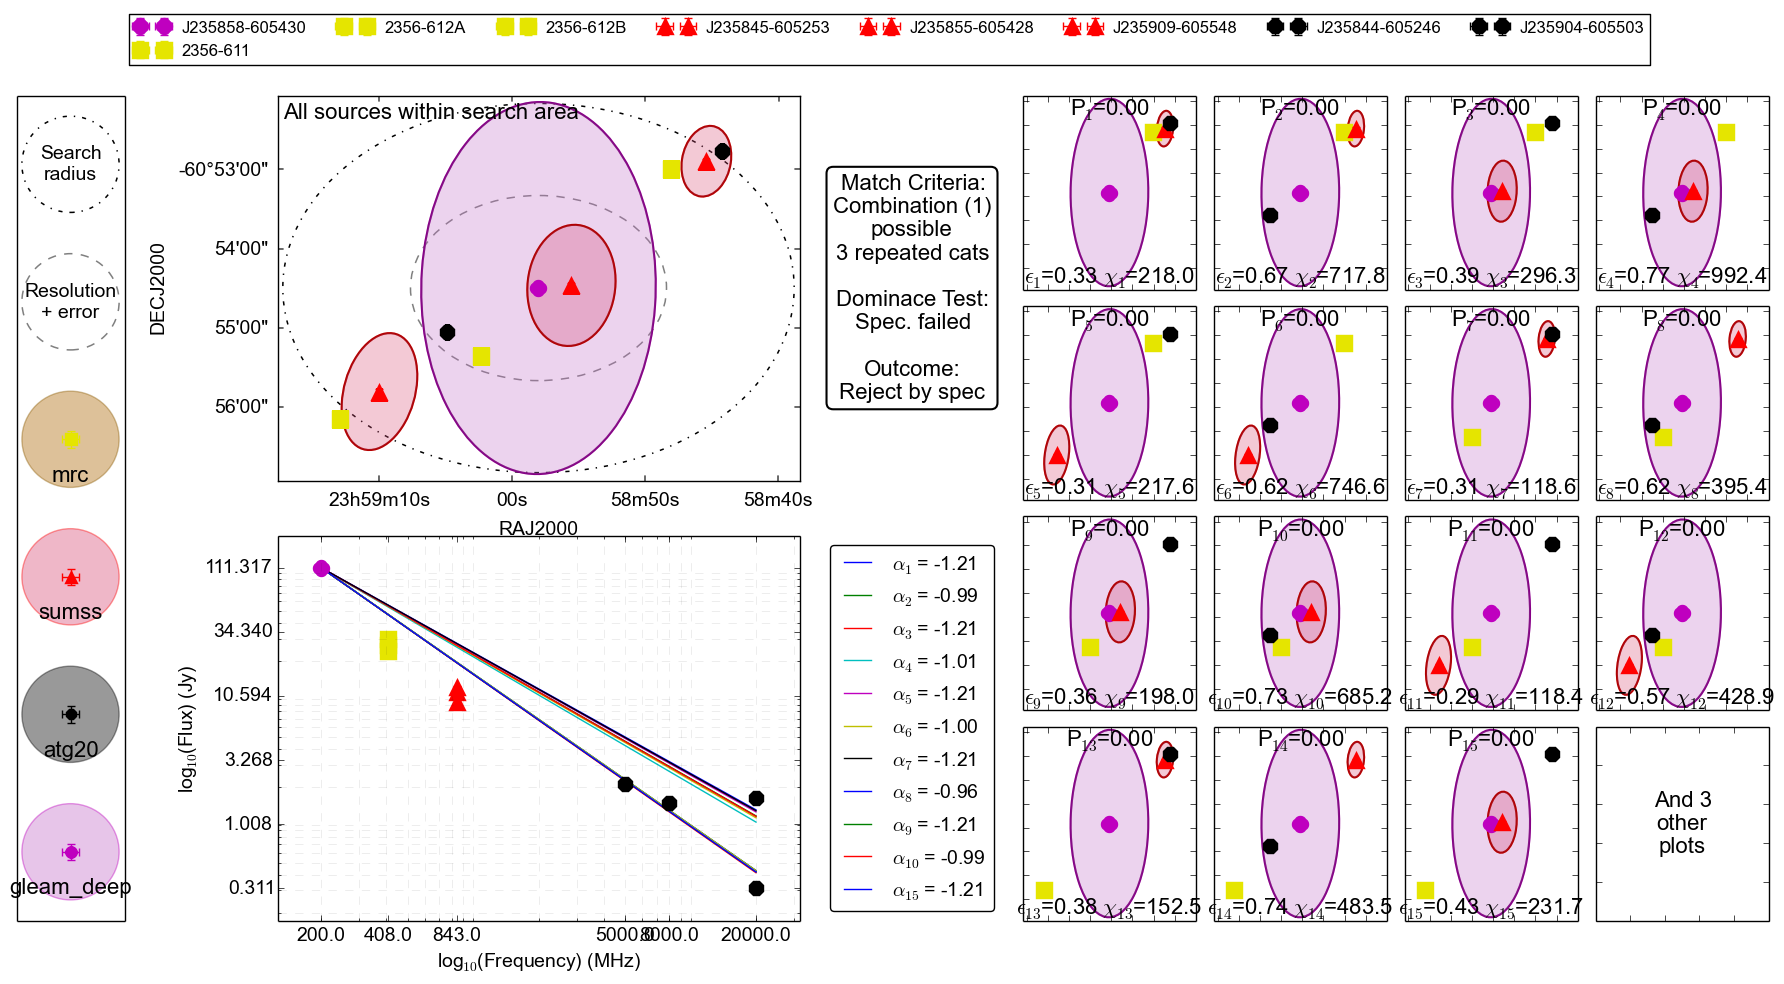 J235858-605430 2356-612A 2356-612B J235845-605253 J235855-605428 J235909-605548 J235844-605246 J235904-605503
2356-611
Search
radius
Resolution
+ error
mrc
sumss
atg20
gleam_deep
All sources within search area
DECJ2000
-60°53'00"
54'00"
55'00"
56'00"
23h59m10s 00s 58m50s 58m40s
RAJ2000
Match Criteria:
Combination (1)
possible
3 repeated cats
Dominace Test:
Spec. failed
Outcome:
Reject by spec
log₁₀(Flux) (Jy)
111.317
34.340
10.594
3.268
1.008
0.311
200.0 408.0 843.0 5000.0 8000.0 20000.0
log₁₀(Frequency) (MHz)
α₁ = -1.21
α₂ = -0.99
α₃ = -1.21
α₄ = -1.01
α₅ = -1.21
α₆ = -1.00
α₇ = -1.21
α₈ = -0.96
α₉ = -1.21
α₁₀ = -0.99
α₁₅ = -1.21
P₁=0.00 P₂=0.00 P₃=0.00 P₄=0.00
ϵ₁=0.33 χ₁=218.0 ϵ₂=0.67 χ₂=717.8 ϵ₃=0.39 χ₃=296.3 ϵ₄=0.77 χ₄=992.4
P₅=0.00 P₆=0.00 P₇=0.00 P₈=0.00
ϵ₅=0.31 χ₅=217.6 ϵ₆=0.62 χ₆=746.6 ϵ₇=0.31 χ₇=118.6 ϵ₈=0.62 χ₈=395.4
P₉=0.00 P₁₀=0.00 P₁₁=0.00 P₁₂=0.00
ϵ₉=0.36 χ₉=198.0 ϵ₁₀=0.73 χ₁₀=685.2 ϵ₁₁=0.29 χ₁₁=118.4 ϵ₁₂=0.57 χ₁₂=428.9
P₁₃=0.00 P₁₄=0.00 P₁₅=0.00
ϵ₁₃=0.38 χ₁₃=152.5 ϵ₁₄=0.74 χ₁₄=483.5 ϵ₁₅=0.43 χ₁₅=231.7
And 3
other
plots